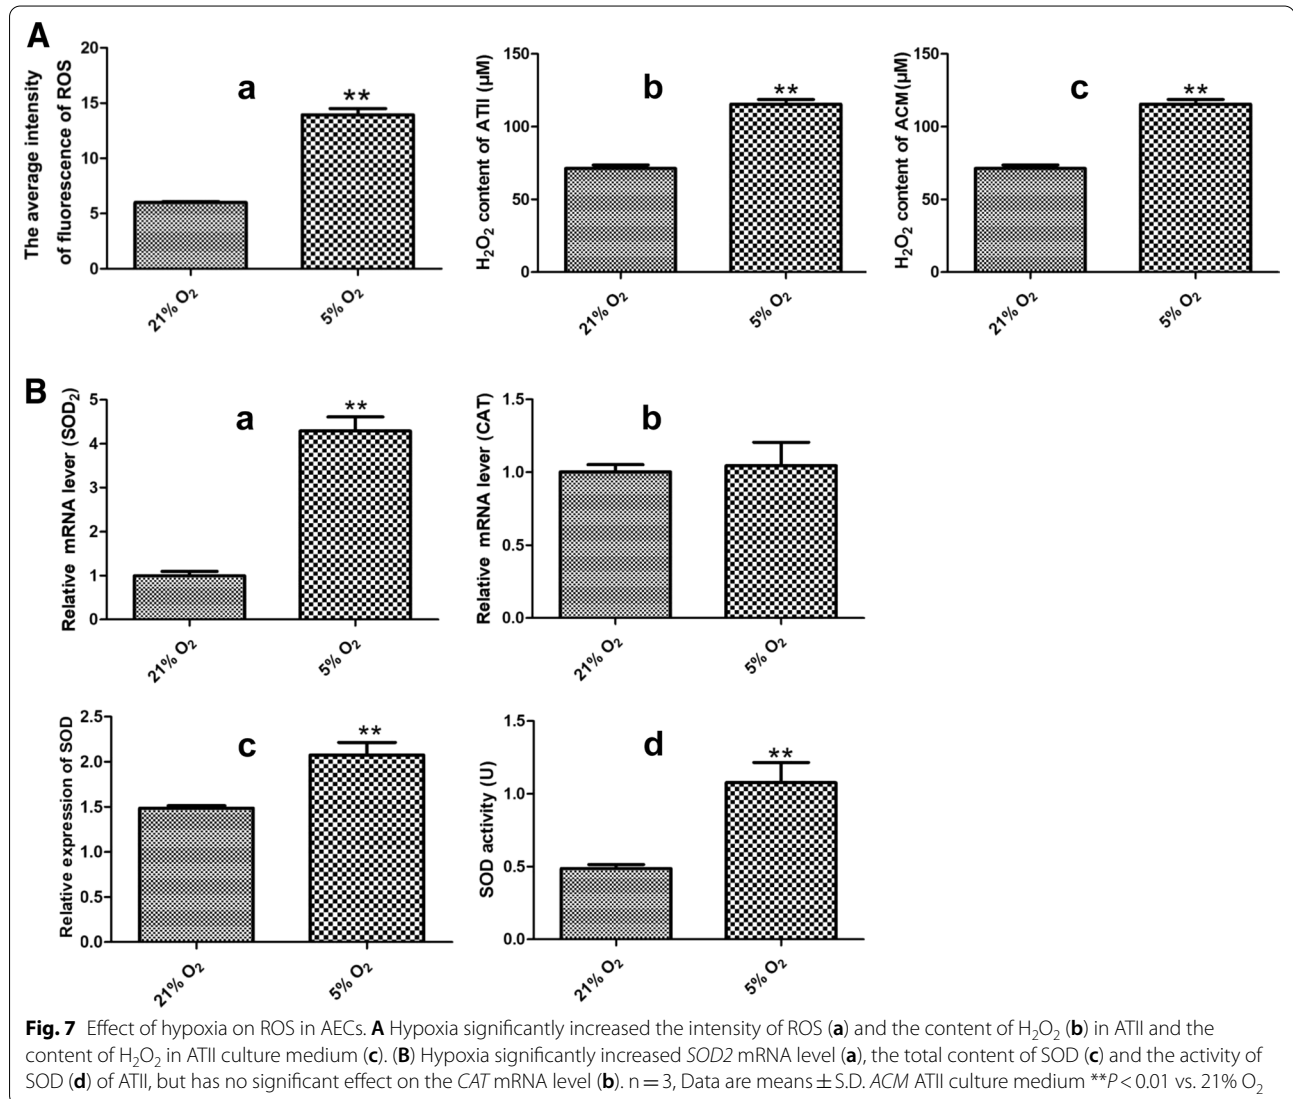 A
The average intensity
of fluorescence of ROS
20
15
10
5
0
a
**
21% O₂
5% O₂
H₂O₂ content of ATII (μM)
150
100
50
0
b
**
21% O₂
5% O₂
H₂O₂ content of ACM (μM)
150
100
50
0
c
**
21% O₂
5% O₂
B
Relative mRNA lever (SOD₂)
5
4
3
2
1
0
a
**
21% O₂
5% O₂
Relative mRNA lever (CAT)
1.5
1.0
0.5
0.0
b
21% O₂
5% O₂
Relative expression of SOD
2.5
2.0
1.5
1.0
0.5
0.0
c
**
21% O₂
5% O₂
SOD activity (U)
1.5
1.0
0.5
0.0
d
**
21% O₂
5% O₂
Fig. 7 Effect of hypoxia on ROS in AECs. A Hypoxia significantly increased the intensity of ROS (a) and the content of H₂O₂ (b) in ATII and the
content of H₂O₂ in ATII culture medium (c). (B) Hypoxia significantly increased SOD2 mRNA level (a), the total content of SOD (c) and the activity of
SOD (d) of ATII, but has no significant effect on the CAT mRNA level (b). n = 3, Data are means ± S.D. ACM ATII culture medium **P < 0.01 vs. 21% O₂